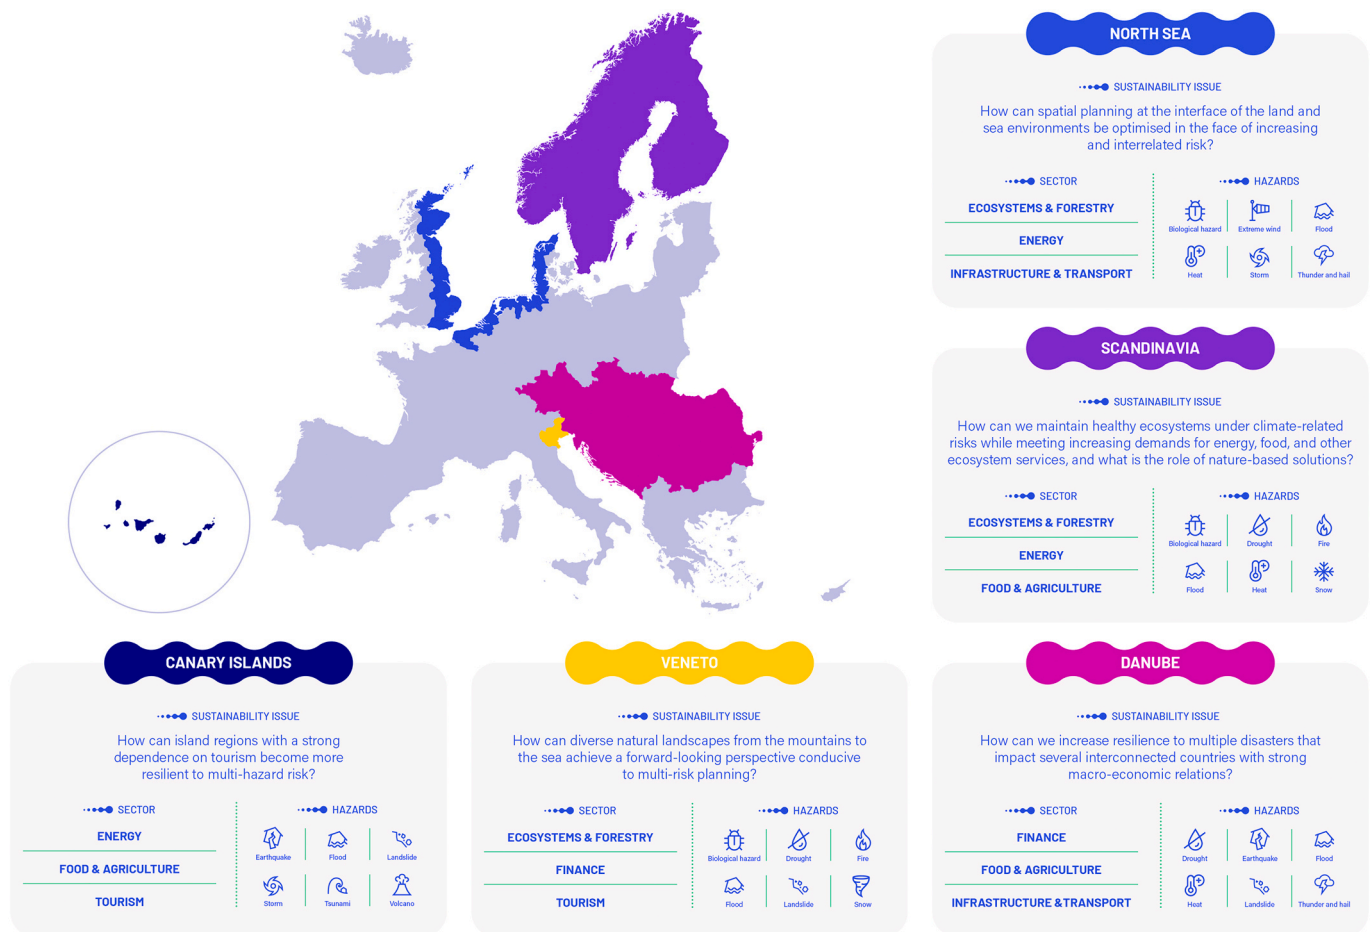 NORTH SEA
SUSTAINABILITY ISSUE
How can spatial planning at the interface of the land and
sea environments be optimised in the face of increasing
and interrelated risk?
SECTOR
ECOSYSTEMS & FORESTRY
ENERGY
INFRASTRUCTURE & TRANSPORT
HAZARDS
Biological hazard
Extreme wind
Flood
Heat
Storm
Thunder and hail
SCANDINAVIA
SUSTAINABILITY ISSUE
How can we maintain healthy ecosystems under climate-related
risks while meeting increasing demands for energy, food, and other
ecosystem services, and what is the role of nature-based solutions?
SECTOR
ECOSYSTEMS & FORESTRY
ENERGY
FOOD & AGRICULTURE
HAZARDS
Biological hazard
Drought
Fire
Flood
Heat
Snow
CANARY ISLANDS
SUSTAINABILITY ISSUE
How can island regions with a strong
dependence on tourism become more
resilient to multi-hazard risk?
SECTOR
ENERGY
FOOD & AGRICULTURE
TOURISM
HAZARDS
Earthquake
Flood
Landslide
Storm
Tsunami
Volcano
VENETO
SUSTAINABILITY ISSUE
How can diverse natural landscapes from the mountains to
the sea achieve a forward-looking perspective conducive
to multi-risk planning?
SECTOR
ECOSYSTEMS & FORESTRY
FINANCE
TOURISM
HAZARDS
Biological hazard
Drought
Fire
Flood
Landslide
Snow
DANUBE
SUSTAINABILITY ISSUE
How can we increase resilience to multiple disasters that
impact several interconnected countries with strong
macro-economic relations?
SECTOR
FINANCE
FOOD & AGRICULTURE
INFRASTRUCTURE &TRANSPORT
HAZARDS
Drought
Earthquake
Flood
Heat
Landslide
Thunder and hail